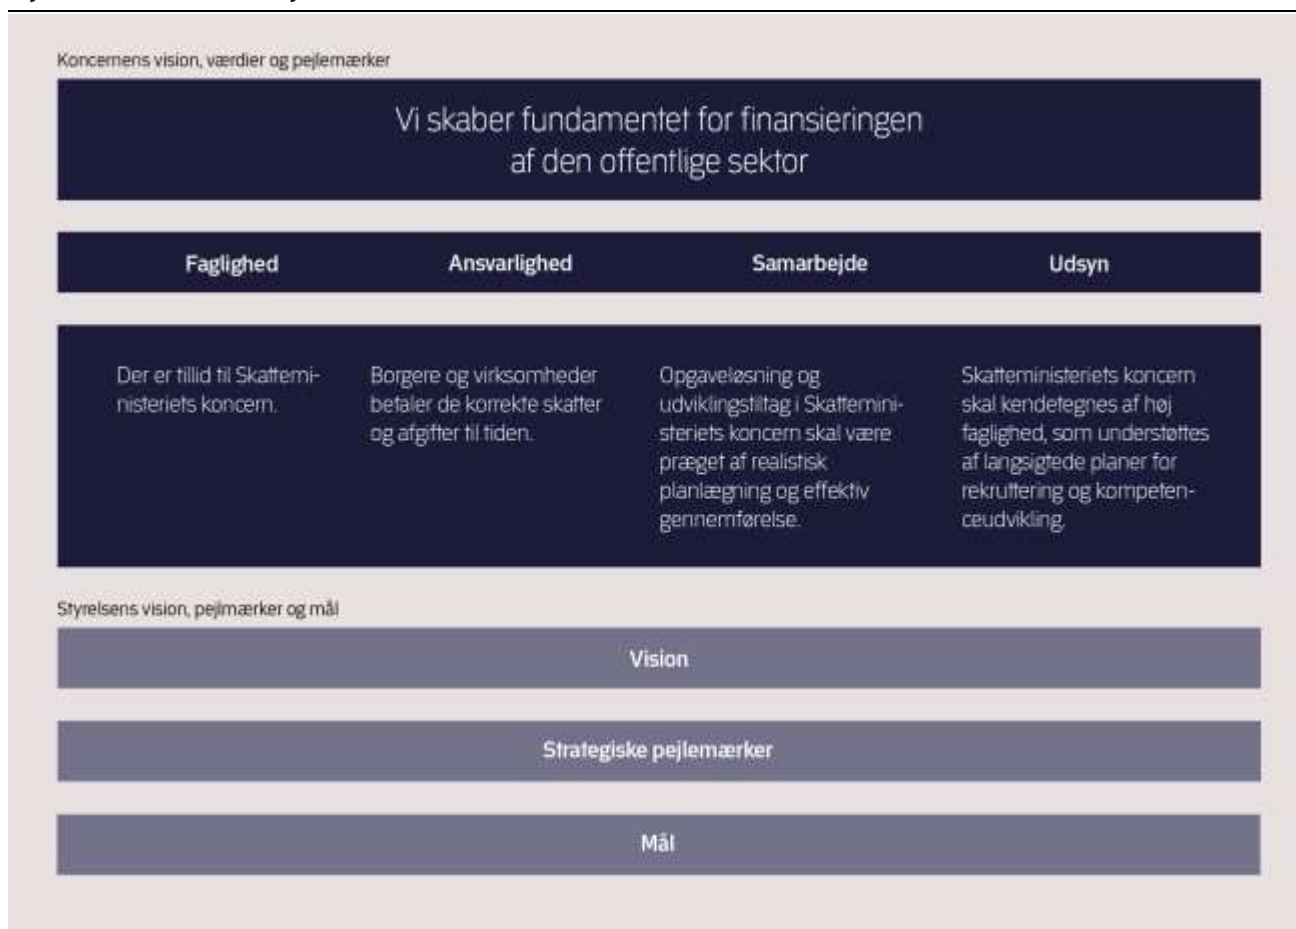 Koncernens vision, værdier og pejlemærker
Vi skaber fundamentet for finansieringen
af den offentlige sektor
Faglighed
Ansvarlighed
Samarbejde
Udsyn
Der er tillid til Skattemi-
nisteriets koncern.
Borgere og virksomheder
betaler de korrekte skatter
og afgifter til tiden.
Opgaveløsning og
udviklingstiltag i Skattemini-
steriets koncern skal være
præget af realistisk
planlægning og effektiv
gennemførelse.
Skatteministeriets koncern
skal kendetegnes af høj
faglighed, som understøttes
af langsigtede planer for
rekruttering og kompeten-
ceudvikling.
Styrelsens vision, pejlmærker og mål
Vision
Strategiske pejlemærker
Mål